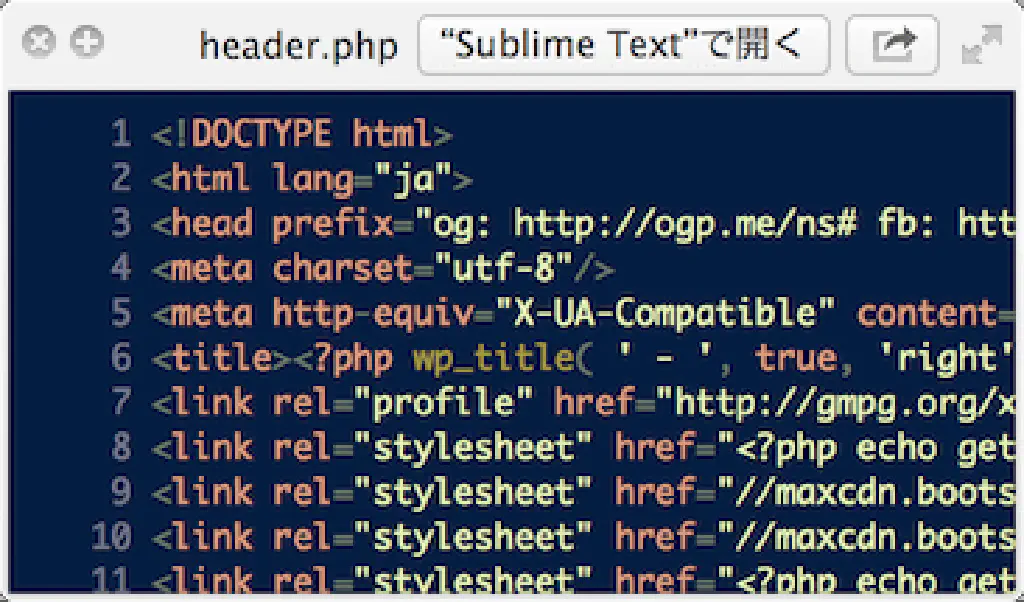 header.php “Sublime Text”で開く
1 <!DOCTYPE html>
2 <html lang="ja">
3 <head prefix="og: http://ogp.me/ns# fb: htt
4 <meta charset="utf-8"/>
5 <meta http-equiv="X-UA-Compatible" content=
6 <title><?php wp_title( ' - ', true, 'right'
7 <link rel="profile" href="http://gmpg.org/x
8 <link rel="stylesheet" href="<?php echo get
9 <link rel="stylesheet" href="//maxcdn.boots
10 <link rel="stylesheet" href="//maxcdn.boots
11 <link rel="stylesheet" href="<?php echo get